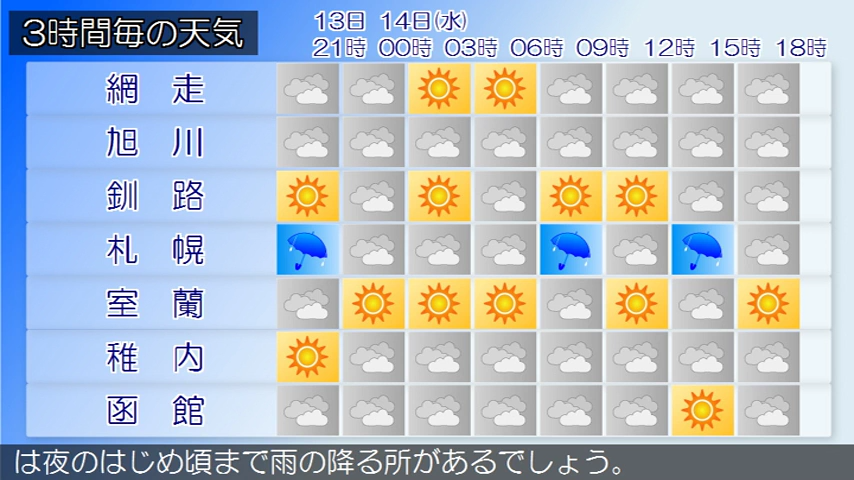 3時間毎の天気
13日 14日(水)
21時 00時 03時 06時 09時 12時 15時 18時
網 走
旭 川
釧 路
札 幌
室 蘭
稚 内
函 館
は夜のはじめ頃まで雨の降る所があるでしょう。